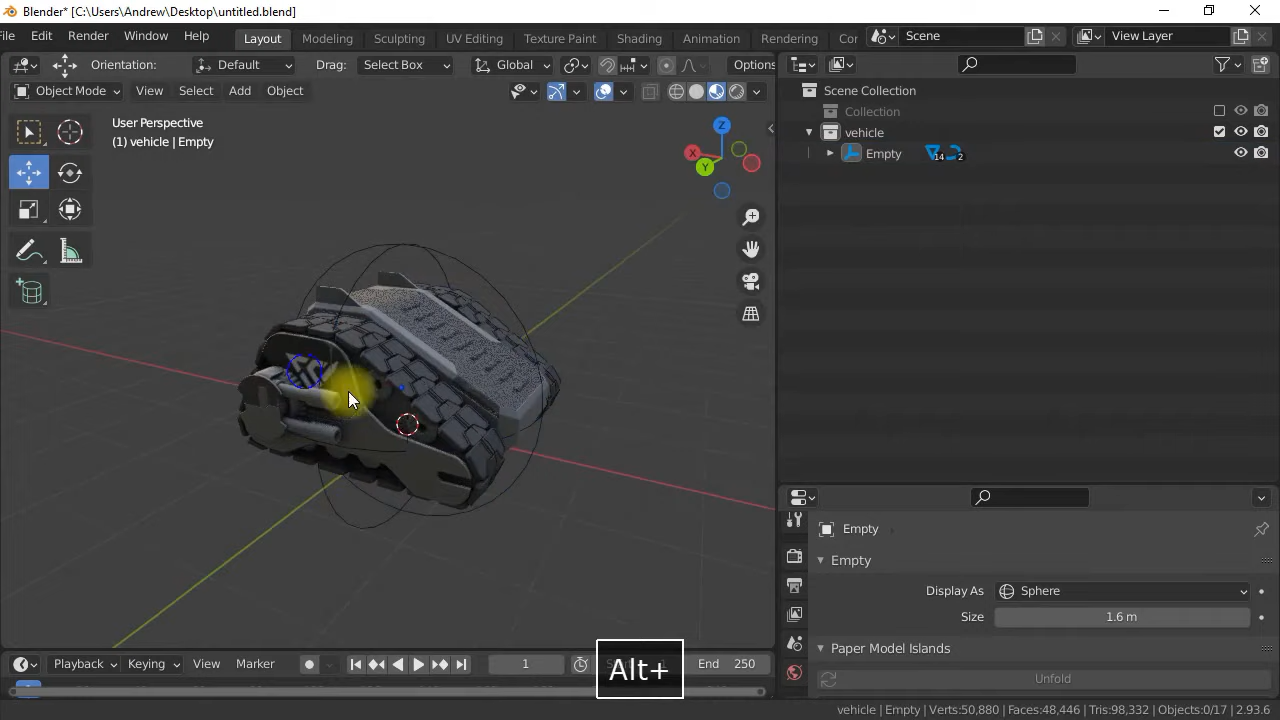 Blender* [C:\Users\Andrew\Desktop\untitled.blend]
File Edit Render Window Help Layout Modeling Sculpting UV Editing Texture Paint Shading Animation Rendering Scene View Layer
Orientation: Default Drag: Select Box Global Options
Object Mode View Select Add Object
User Perspective
(1) vehicle | Empty
Z
X
Y
Scene Collection
Collection
vehicle
Empty 14 2
Empty
Empty
Display As Sphere
Size 1.6 m
Paper Model Islands
Unfold
Playback Keying View Marker 1 End 250
Alt+
vehicle | Empty | Verts:50,880 | Faces:48,446 | Tris:98,332 | Objects:0/17 | 2.93.6